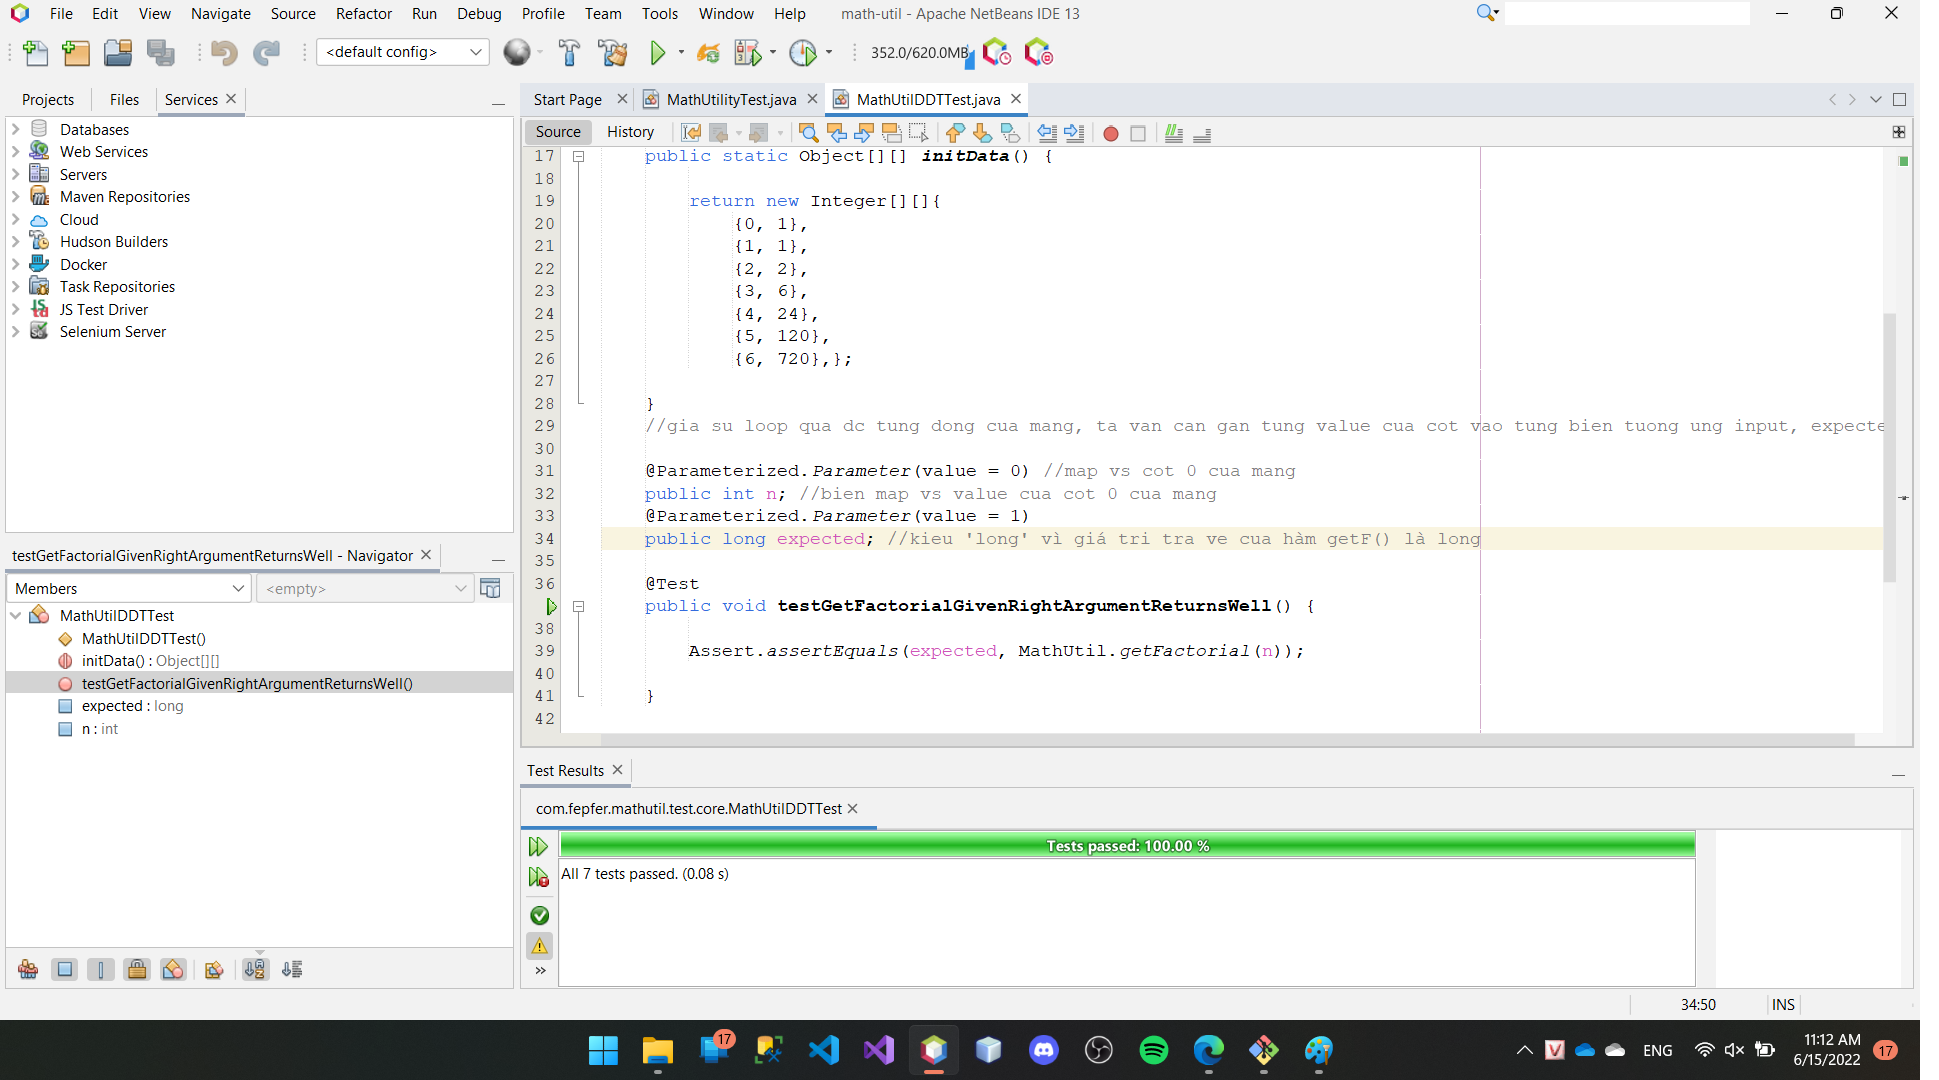 File Edit View Navigate Source Refactor Run Debug Profile Team Tools Window Help math-util - Apache NetBeans IDE 13
<default config> 352.0/620.0MB
Projects Files Services
Databases
Web Services
Servers
Maven Repositories
Cloud
Hudson Builders
Docker
Task Repositories
JS Test Driver
Selenium Server
testGetFactorialGivenRightArgumentReturnsWell - Navigator
Members <empty>
MathUtilDDTTest
MathUtilDDTTest()
initData() : Object[][]
testGetFactorialGivenRightArgumentReturnsWell()
expected : long
n : int
Start Page MathUtilityTest.java MathUtilDDTTest.java
Source History
17 public static Object[][] initData() {
18
19 return new Integer[][]{
20 {0, 1},
21 {1, 1},
22 {2, 2},
23 {3, 6},
24 {4, 24},
25 {5, 120},
26 {6, 720},};
27
28 }
29 //gia su loop qua dc tung dong cua mang, ta van can gan tung value cua cot vao tung bien tuong ung input, expecte
30
31 @Parameterized.Parameter(value = 0) //map vs cot 0 cua mang
32 public int n; //bien map vs value cua cot 0 cua mang
33 @Parameterized.Parameter(value = 1)
34 public long expected; //kieu 'long' vì giá tri tra ve cua hàm getF() là long
35
36 @Test
public void testGetFactorialGivenRightArgumentReturnsWell() {
38
39 Assert.assertEquals(expected, MathUtil.getFactorial(n));
40
41 }
42
Test Results
com.fepfer.mathutil.test.core.MathUtilDDTTest
Tests passed: 100.00 %
All 7 tests passed. (0.08 s)
34:50 INS
17
ENG
11:12 AM
6/15/2022
17